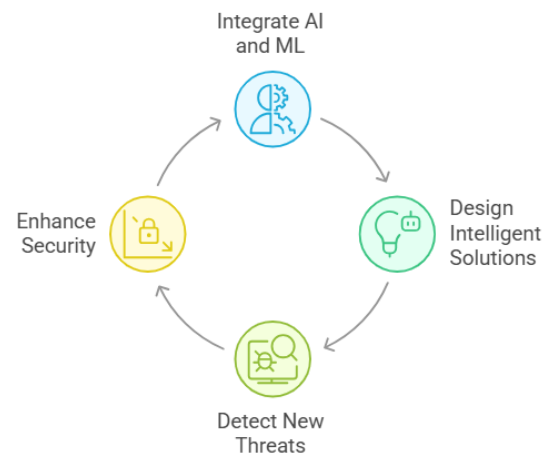 Integrate AI
and ML
Design
Intelligent
Solutions
Detect New
Threats
Enhance
Security